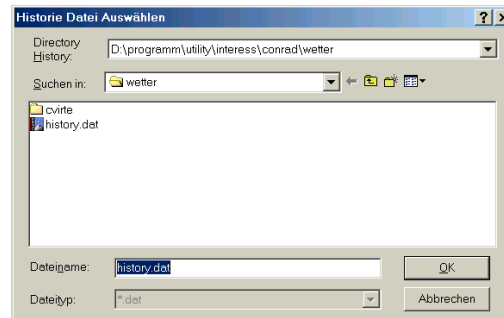 Historie Datei Auswählen
Directory History:
D:\programm\utility\interess\conrad\wetter
Suchen in:
wetter
cvirte
history.dat
Dateiname:
history.dat
OK
Dateityp:
*.dat
Abbrechen